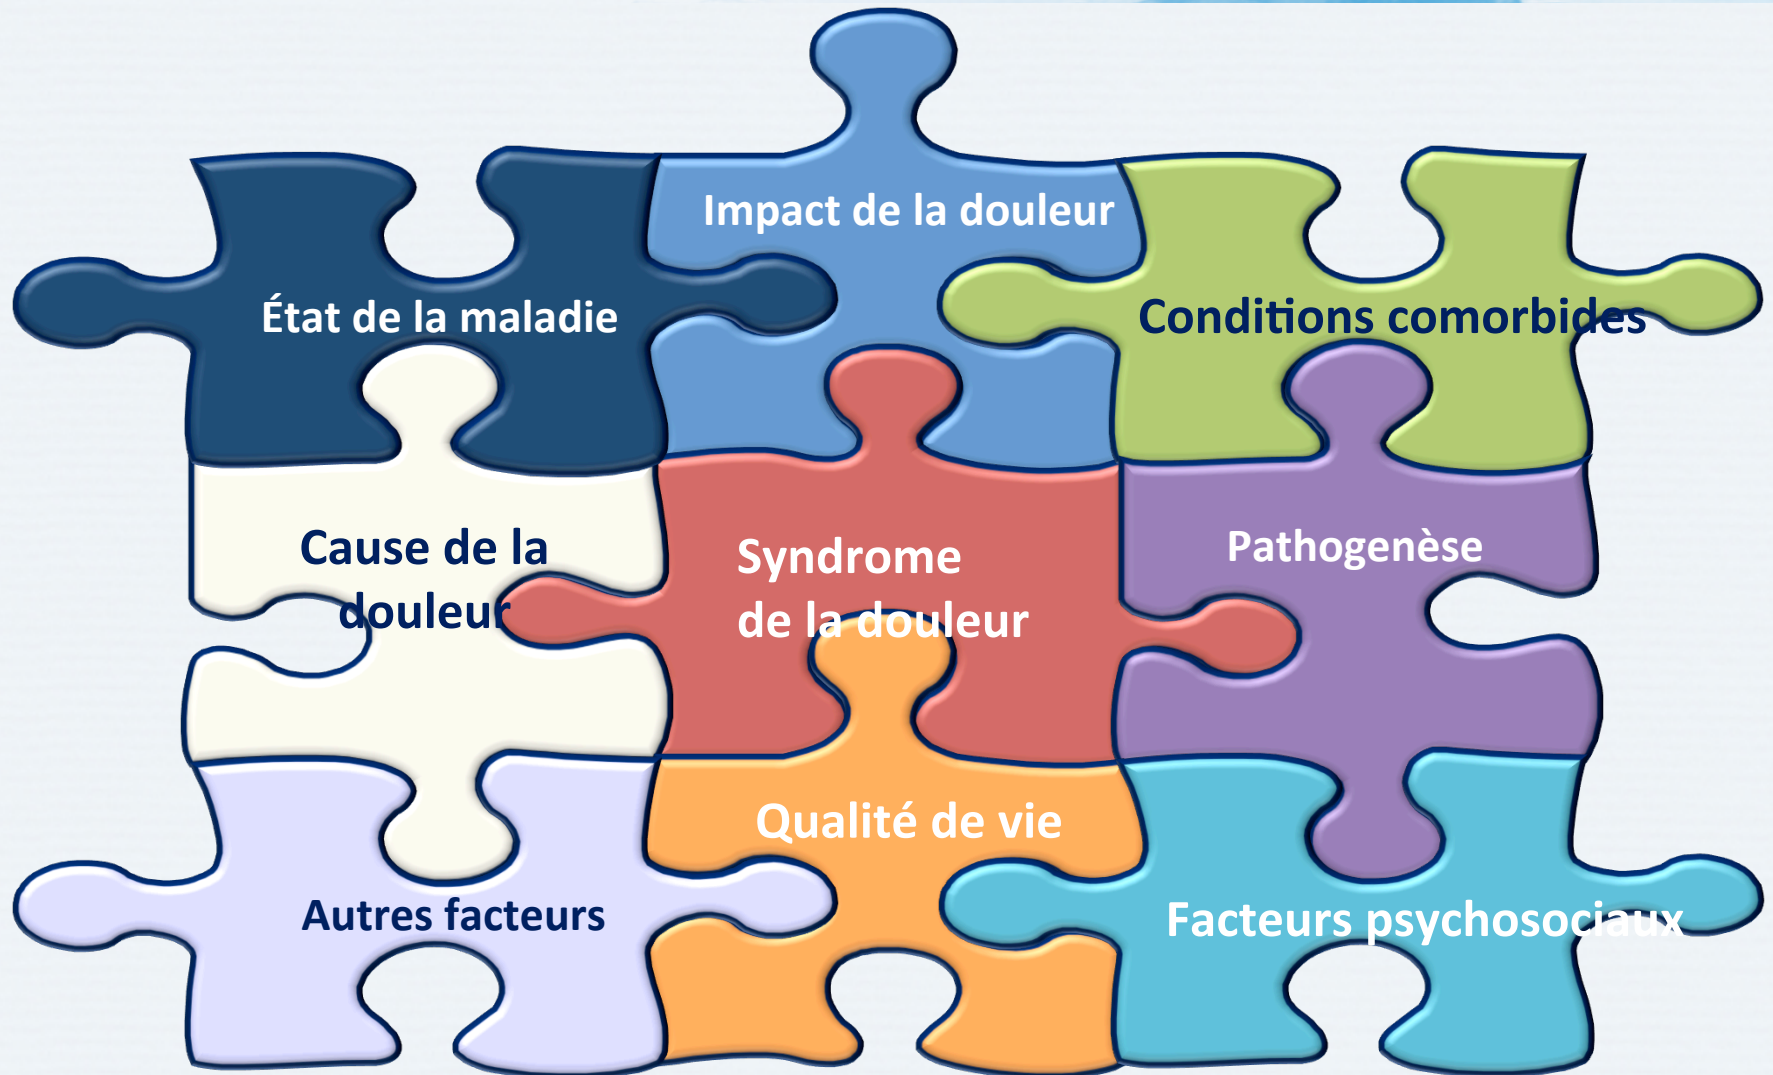 Impact de la douleur
État de la maladie
Conditions comorbides
Cause de la
douleur
Syndrome
de la douleur
Pathogenèse
Qualité de vie
Autres facteurs
Facteurs psychosociaux